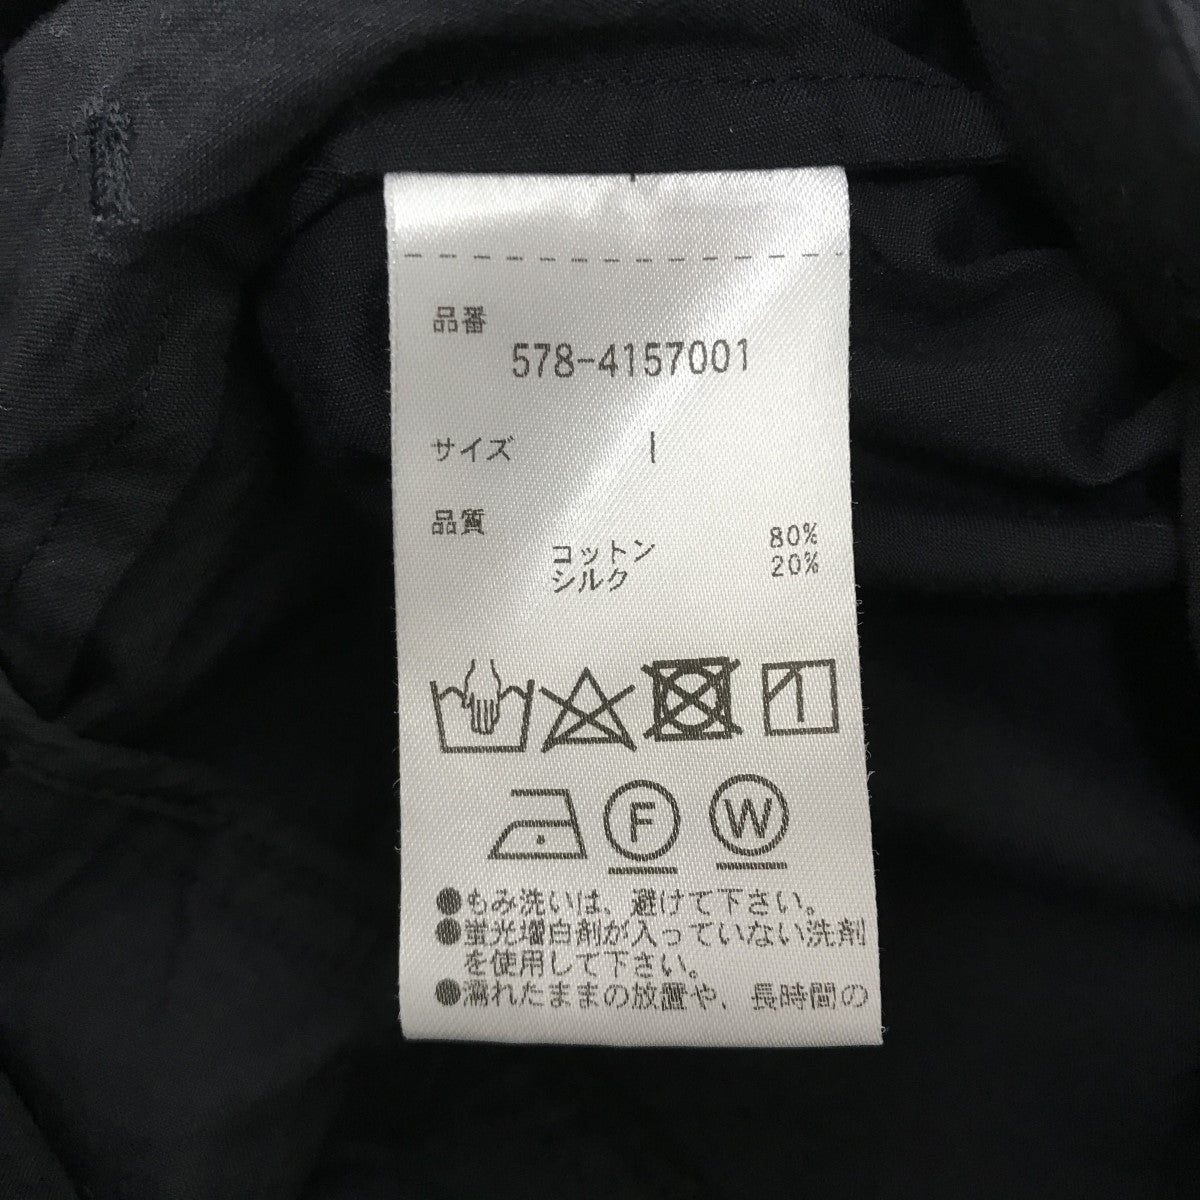 品番
578-4157001
サイズ 1
品質
コットン 80%
シルク 20%
F W
●もみ洗いは、避けて下さい。
●蛍光増白剤が入っていない洗剤
を使用して下さい。
●濡れたままの放置や、長時間の